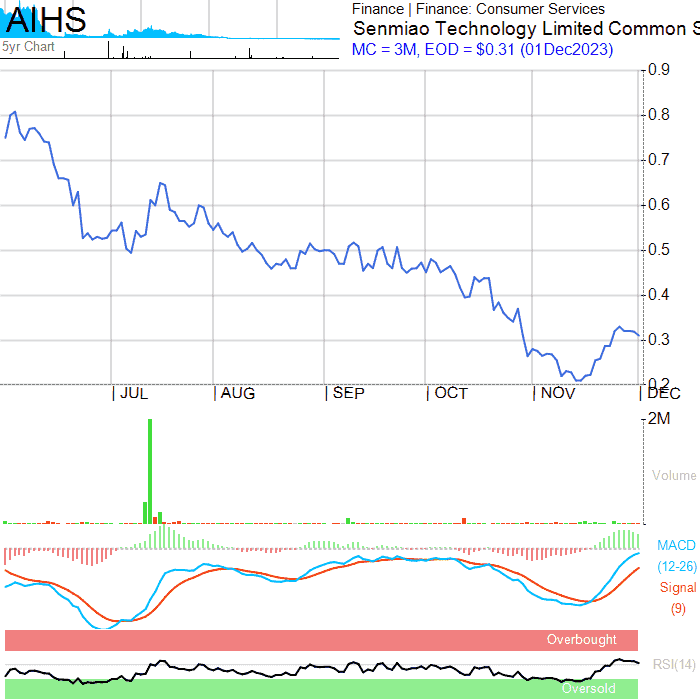 AIHS
5yr Chart
Finance | Finance: Consumer Services
Senmiao Technology Limited Common S
MC = 3M, EOD = $0.31 (01Dec2023)
0.9
0.8
0.7
0.6
0.5
0.4
0.3
0.2
JUL AUG SEP OCT NOV DEC
2M
Volume
MACD
(12-26)
Signal
(9)
Overbought
RSI(14)
Oversold